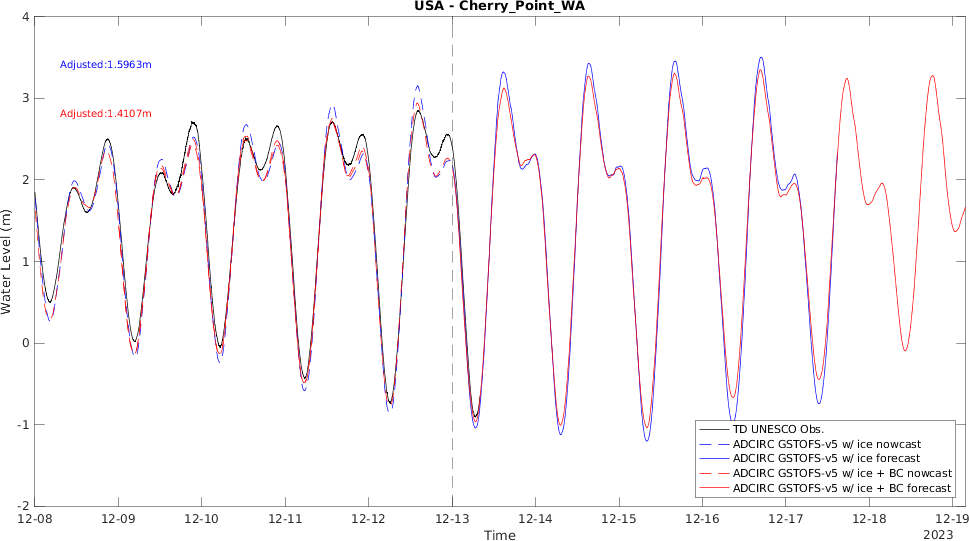 USA - Cherry_Point_WA
Adjusted:1.5963m
Adjusted:1.4107m
Water Level (m)
4
3
2
1
0
-1
-2
TD UNESCO Obs.
ADCIRC GSTOFS-v5 w/ ice nowcast
ADCIRC GSTOFS-v5 w/ ice forecast
ADCIRC GSTOFS-v5 w/ ice + BC nowcast
ADCIRC GSTOFS-v5 w/ ice + BC forecast
12-08 12-09 12-10 12-11 12-12 12-13 12-14 12-15 12-16 12-17 12-18 12-19
Time
2023